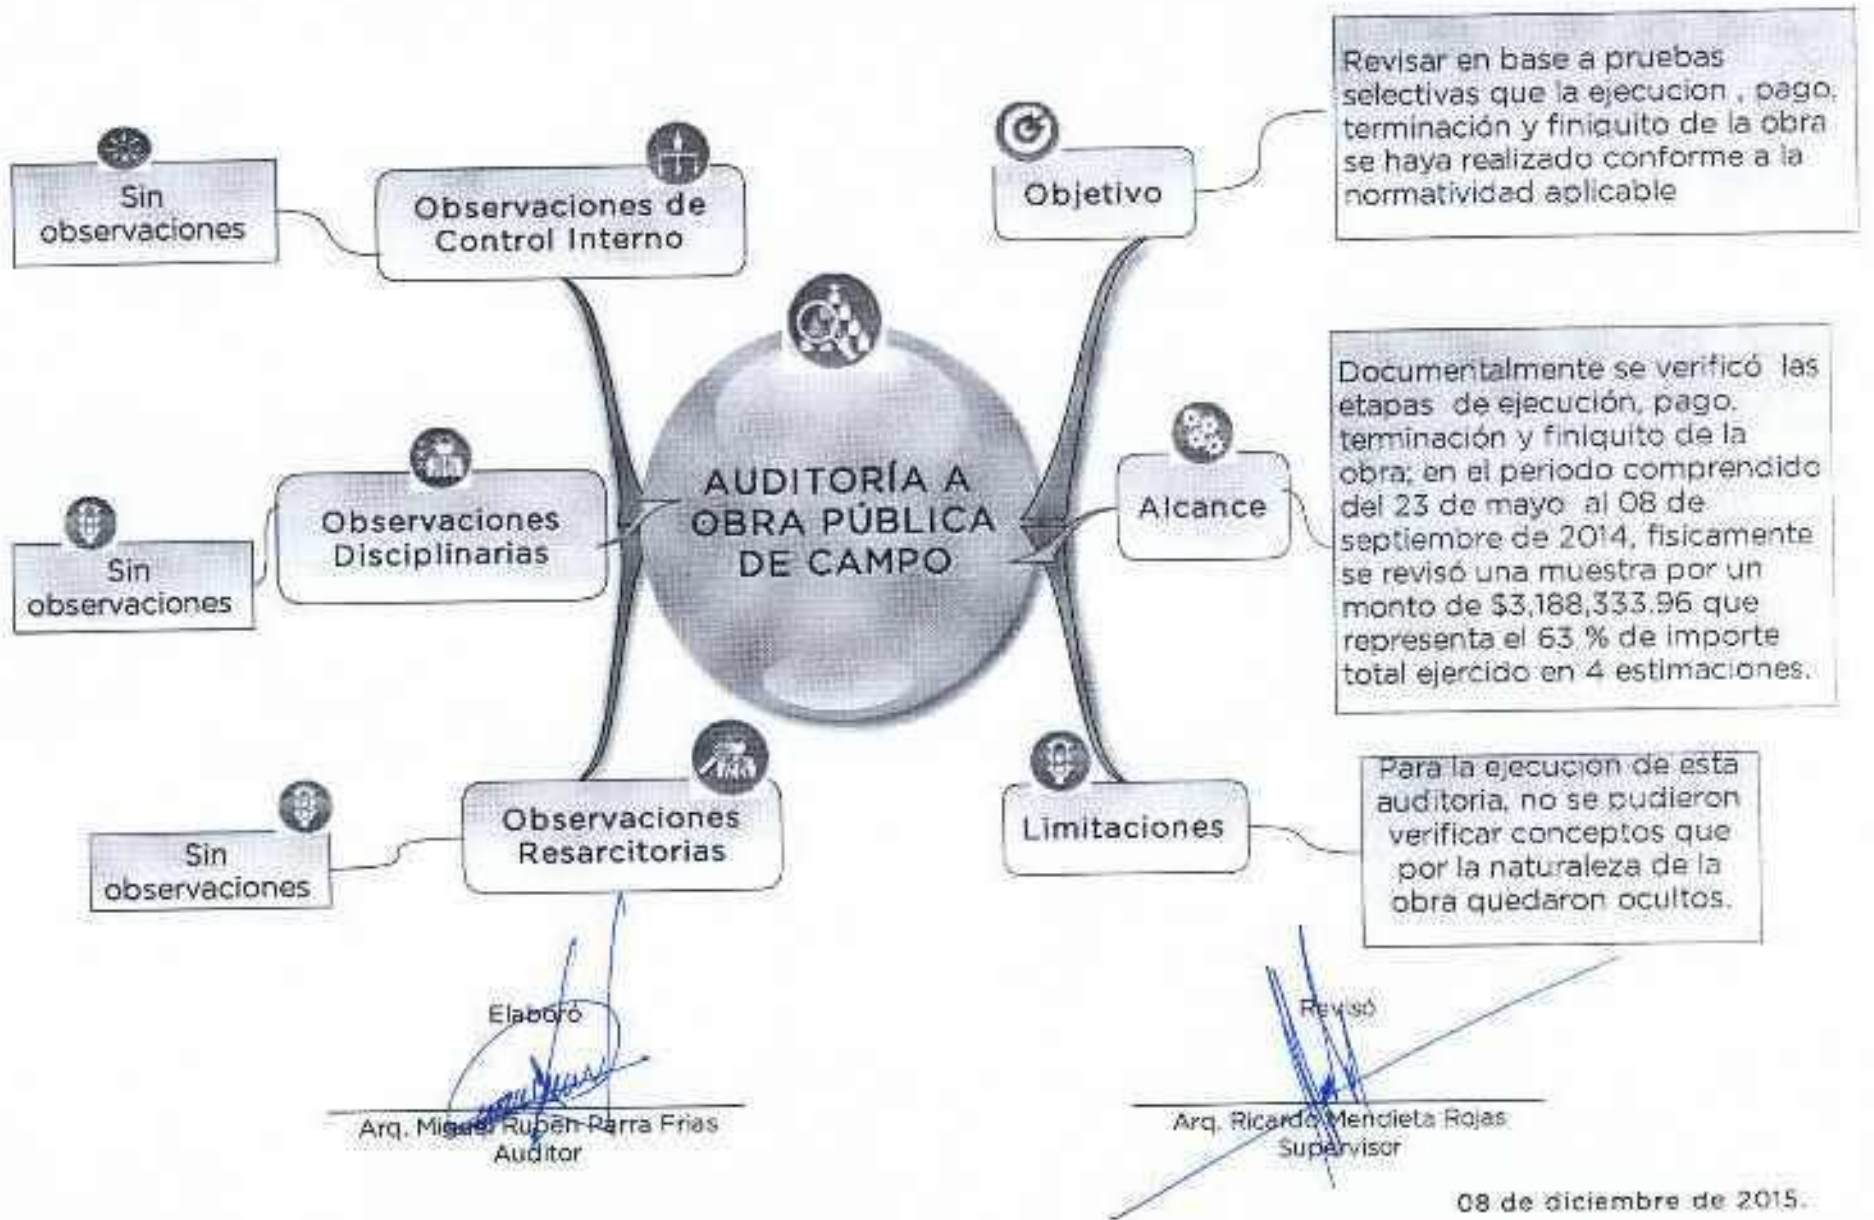 Sin
observaciones
Observaciones de
Control Interno
Objetivo
Revisar en base a pruebas
selectivas que la ejecucion , pago,
terminación y finiquito de la obra
se haya realizado conforme a la
normatividad aplicable
Sin
observaciones
Observaciones
Disciplinarias
AUDITORÍA A
OBRA PÚBLICA
DE CAMPO
Alcance
Documentalmente se verificó las
etapas de ejecución, pago,
terminación y finiquito de la
obra; en el periodo comprendido
del 23 de mayo al 08 de
septiembre de 2014, fisicamente
se revisó una muestra por un
monto de $3,188,333.96 que
representa el 63 % de importe
total ejercido en 4 estimaciones.
Sin
observaciones
Observaciones
Resarcitorias
Limitaciones
Para la ejecución de esta
auditoria, no se pudieron
verificar conceptos que
por la naturaleza de la
obra quedaron ocultos.
Elaboró
Arq. Miguel Ruben Parra Frias
Auditor
Revisó
Arq. Ricardo Mendieta Rojas
Supervisor
08 de diciembre de 2015.